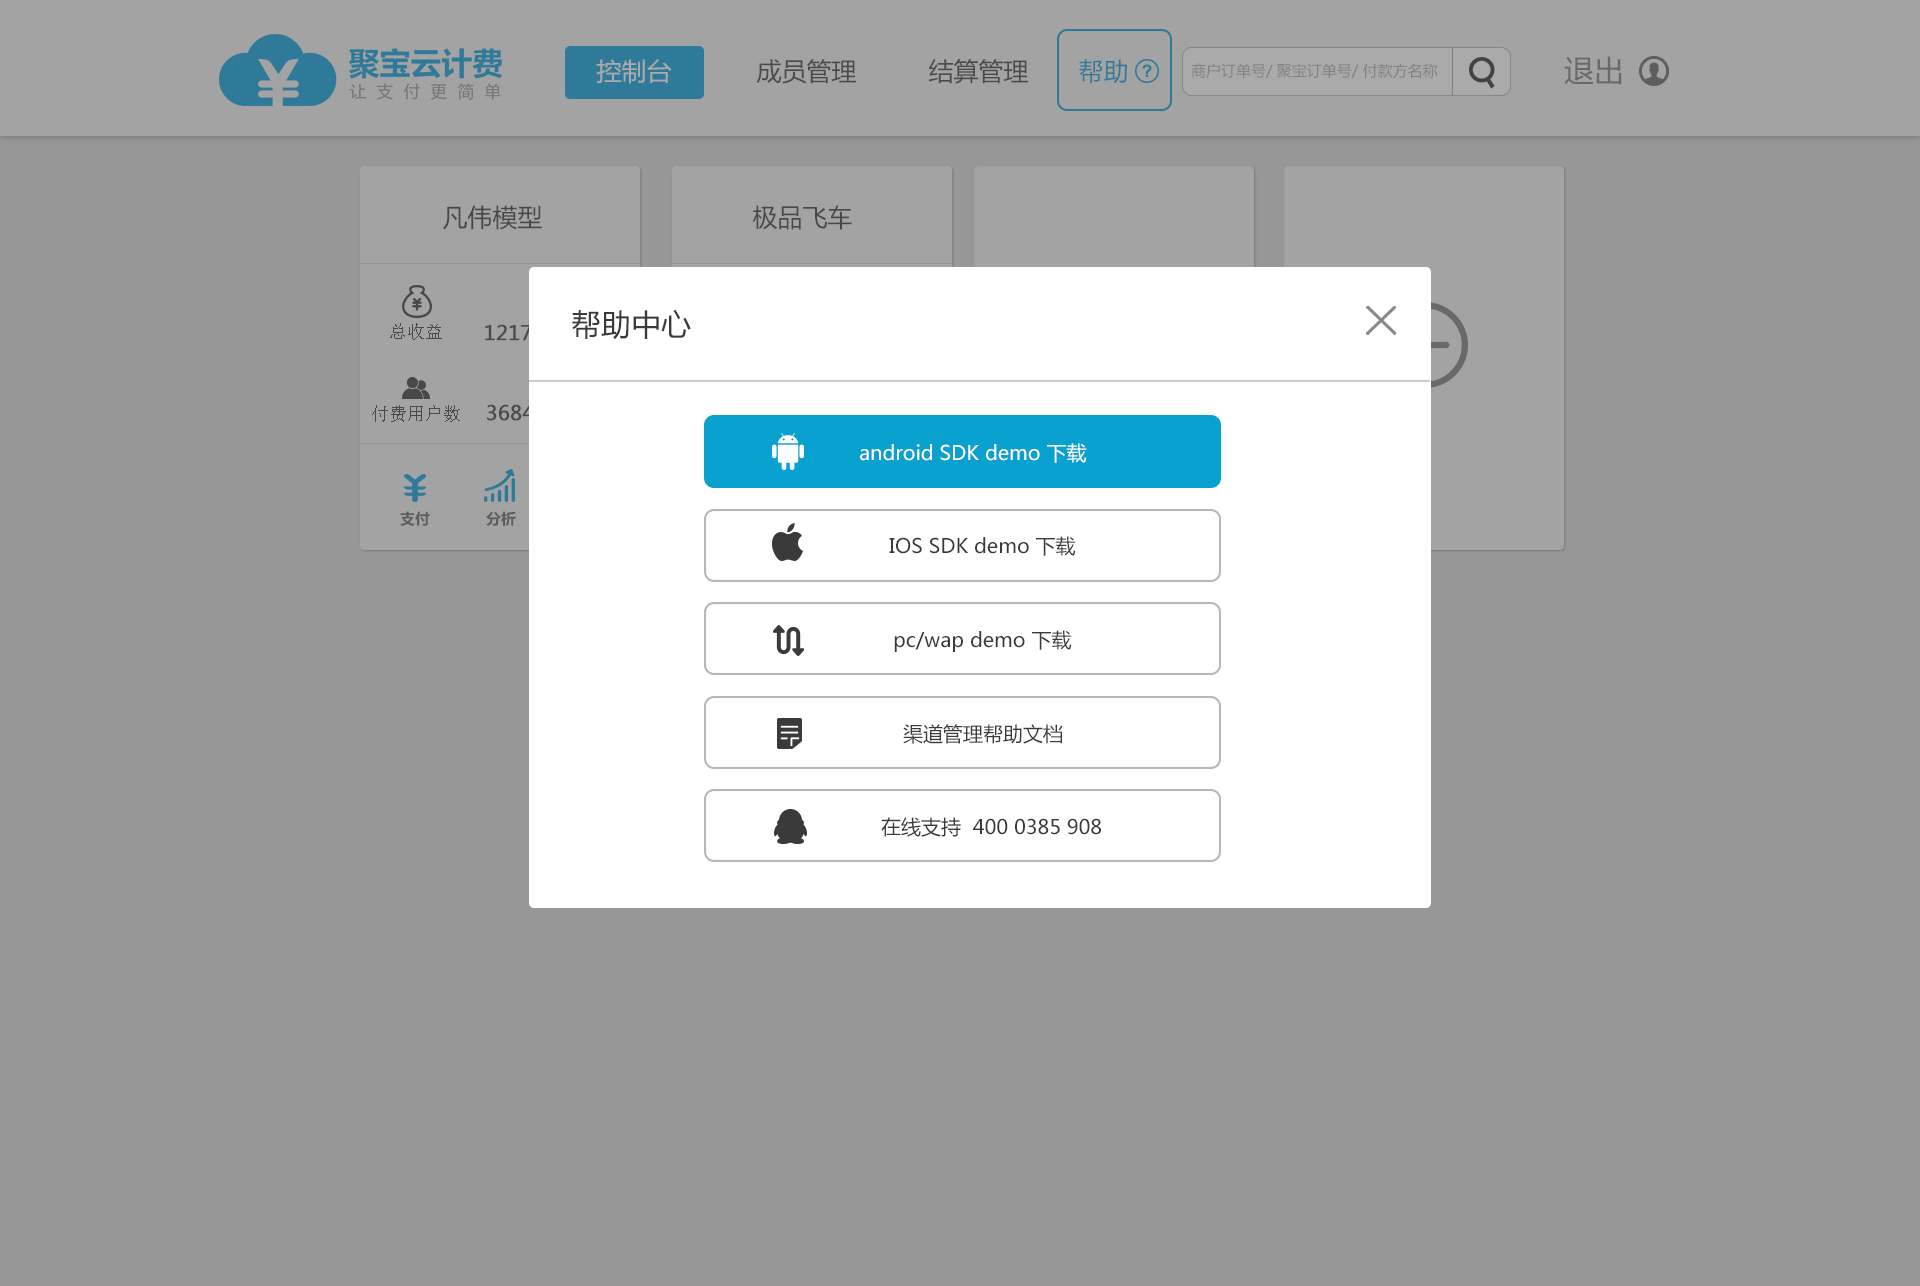 聚宝云计费
让支付更简单
控制台
成员管理
结算管理
帮助
商户订单号/ 聚宝订单号/ 付款方名称
退出
凡伟模型
极品飞车
总收益
1217
付费用户数
3684
支付
分析
帮助中心
android SDK demo 下载
IOS SDK demo 下载
pc/wap demo 下载
渠道管理帮助文档
在线支持 400 0385 908